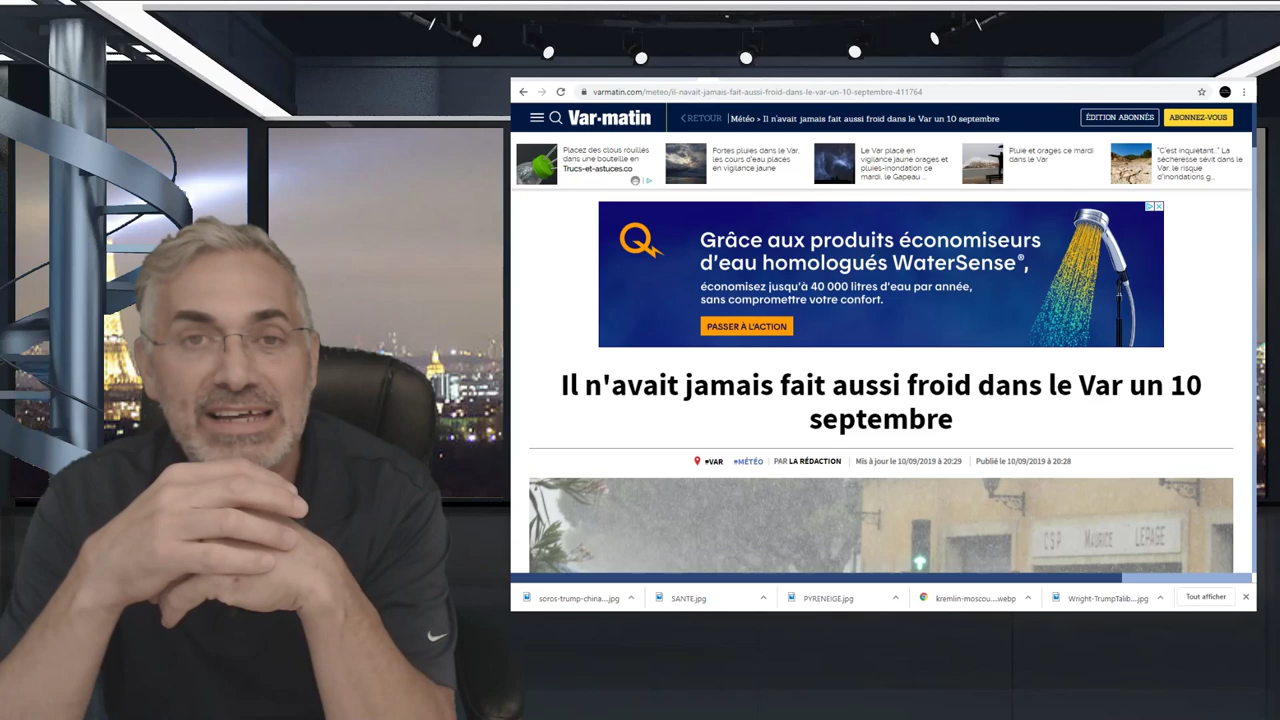 varmatin.com/meteo/il-navait-jamais-fait-aussi-froid-dans-le-var-un-10-septembre-411764
Var-matin
RETOUR
Météo > Il n'avait jamais fait aussi froid dans le Var un 10 septembre
ÉDITION ABONNÉS
ABONNEZ-VOUS
Placez des clous rouillés
dans une bouteille en
Trucs-et-astuces.co
Fortes pluies dans le Var,
les cours d'eau placés
en vigilance jaune
Le Var placé en
vigilance jaune orages et
pluies-inondation ce
mardi, le Gapeau ...
Pluie et orages ce mardi
dans le Var
"C'est inquiétant..." La
sécheresse sévit dans le
Var, le risque
d'inondations g...
Grâce aux produits économiseurs
d'eau homologués WaterSense®,
économisez jusqu'à 40 000 litres d'eau par année,
sans compromettre votre confort.
PASSER À L'ACTION
Il n'avait jamais fait aussi froid dans le Var un 10
septembre
#VAR #MÉTÉO PAR LA RÉDACTION Mis à jour le 10/09/2019 à 20:29 Publié le 10/09/2019 à 20:28
CSP MAURICE LEPAGE
soros-trump-china....jpg
SANTE.jpg
PYRENEIGE.jpg
kremlin-moscou....webp
Wright-TrumpTalib....jpg
Tout afficher